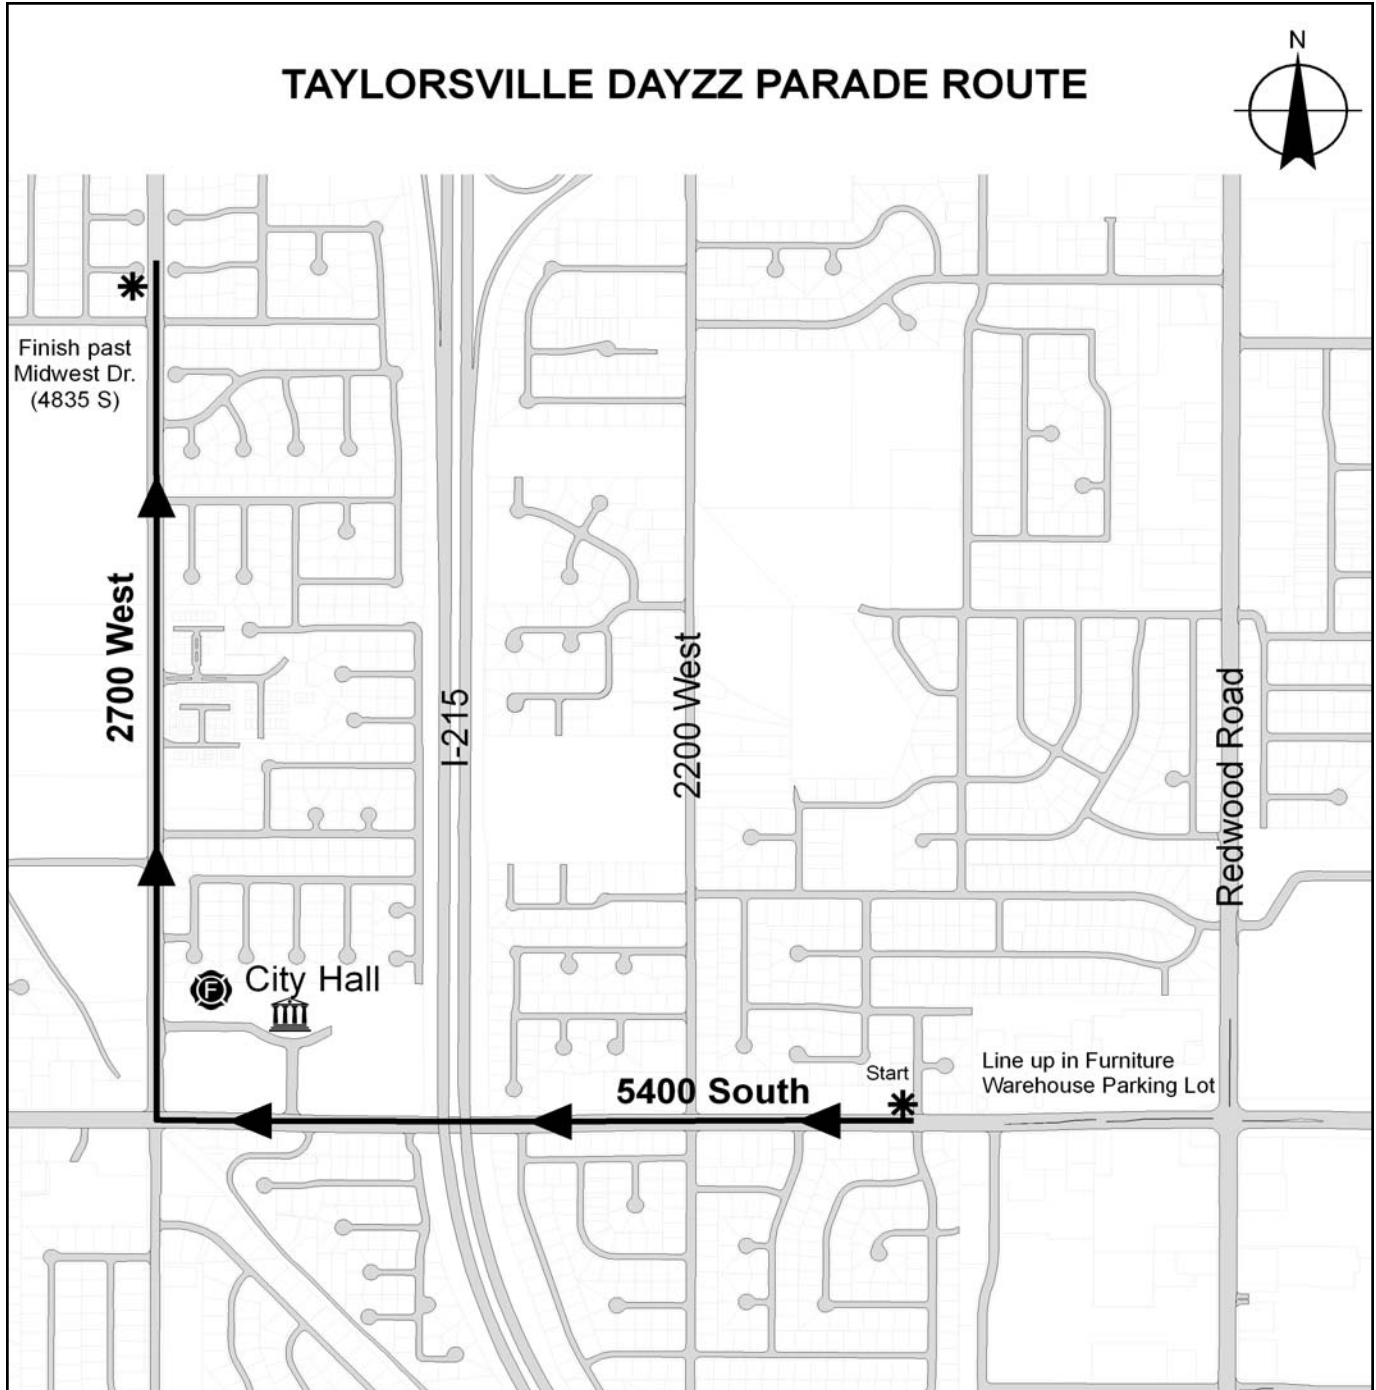 N
TAYLORSVILLE DAYZZ PARADE ROUTE
Finish past
Midwest Dr.
(4835 S)
2700 West
I-215
2200 West
Redwood Road
F
City Hall
Start
Line up in Furniture
Warehouse Parking Lot
5400 South